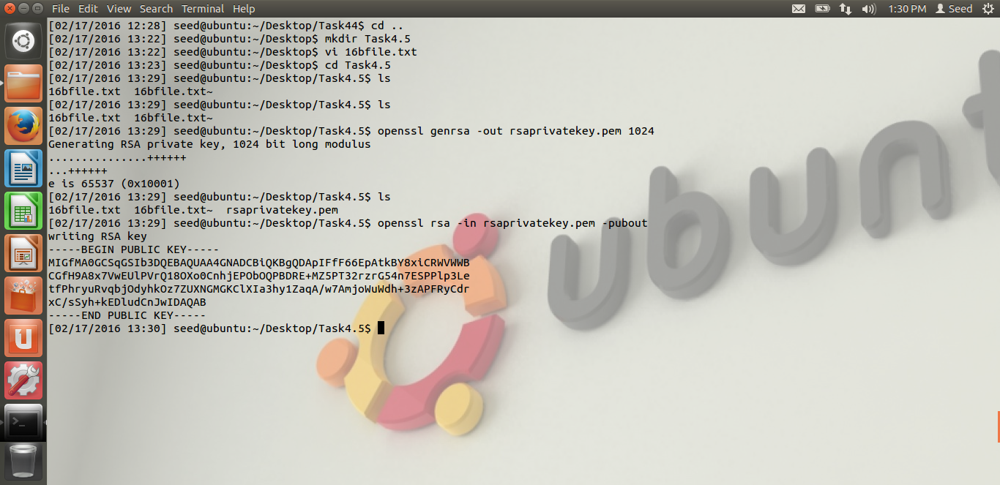 File Edit View Search Terminal Help 1:30 PM Seed
[02/17/2016 12:28] seed@ubuntu:~/Desktop/Task44$ cd ..
[02/17/2016 13:22] seed@ubuntu:~/Desktop$ mkdir Task4.5
[02/17/2016 13:22] seed@ubuntu:~/Desktop$ vi 16bfile.txt
[02/17/2016 13:23] seed@ubuntu:~/Desktop$ cd Task4.5
[02/17/2016 13:29] seed@ubuntu:~/Desktop/Task4.5$ ls
16bfile.txt  16bfile.txt~
[02/17/2016 13:29] seed@ubuntu:~/Desktop/Task4.5$ ls
16bfile.txt  16bfile.txt~
[02/17/2016 13:29] seed@ubuntu:~/Desktop/Task4.5$ openssl genrsa -out rsaprivatekey.pem 1024
Generating RSA private key, 1024 bit long modulus
...............++++++
...++++++
e is 65537 (0x10001)
[02/17/2016 13:29] seed@ubuntu:~/Desktop/Task4.5$ ls
16bfile.txt  16bfile.txt~  rsaprivatekey.pem
[02/17/2016 13:29] seed@ubuntu:~/Desktop/Task4.5$ openssl rsa -in rsaprivatekey.pem -pubout
writing RSA key
-----BEGIN PUBLIC KEY-----
MIGfMA0GCSqGSIb3DQEBAQUAA4GNADCBiQKBgQDApIFfF66EpAtkBY8xiCRWVWWB
CGfH9A8x7VwEUlPVrQ18OXo0CnhjEPObOQPBDRE+MZ5PT32rzrG54n7ESPPlp3Le
tfPhryuRvqbjOdyhkOz7ZUXNGMGKClXIa3hy1ZaqA/w7AmjoWuWdh+3zAPFRyCdr
xC/sSyh+kEDludCnJwIDAQAB
-----END PUBLIC KEY-----
[02/17/2016 13:30] seed@ubuntu:~/Desktop/Task4.5$
ubunt